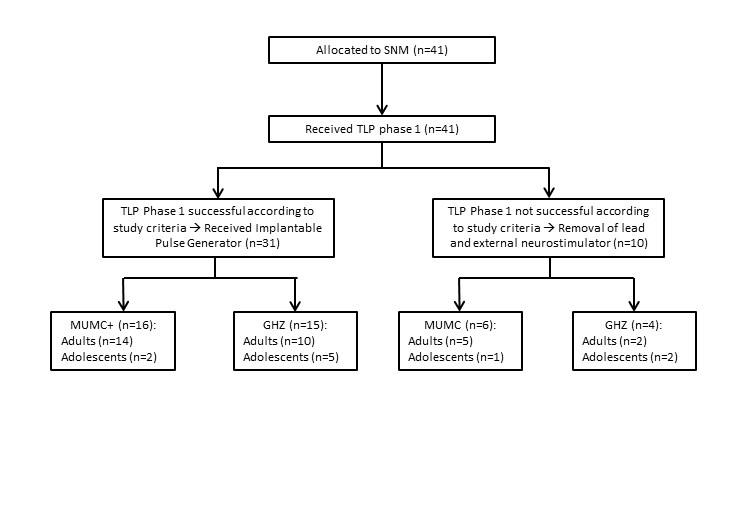 Allocated to SNM (n=41)
Received TLP phase 1 (n=41)
TLP Phase 1 successful according to
study criteria → Received Implantable
Pulse Generator (n=31)
TLP Phase 1 not successful according
to study criteria → Removal of lead
and external neurostimulator (n=10)
MUMC+ (n=16):
Adults (n=14)
Adolescents (n=2)
GHZ (n=15):
Adults (n=10)
Adolescents (n=5)
MUMC (n=6):
Adults (n=5)
Adolescents (n=1)
GHZ (n=4):
Adults (n=2)
Adolescents (n=2)